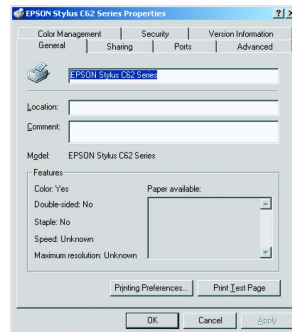 EPSON Stylus C62 Series Properties
Color Management Security Version Information
General Sharing Ports Advanced
EPSON Stylus C62 Series
Location:
Comment:
Model: EPSON Stylus C62 Series
Features
Color: Yes Paper available:
Double-sided: No
Staple: No
Speed: Unknown
Maximum resolution: Unknown
Printing Preferences... Print Test Page
OK Cancel Apply